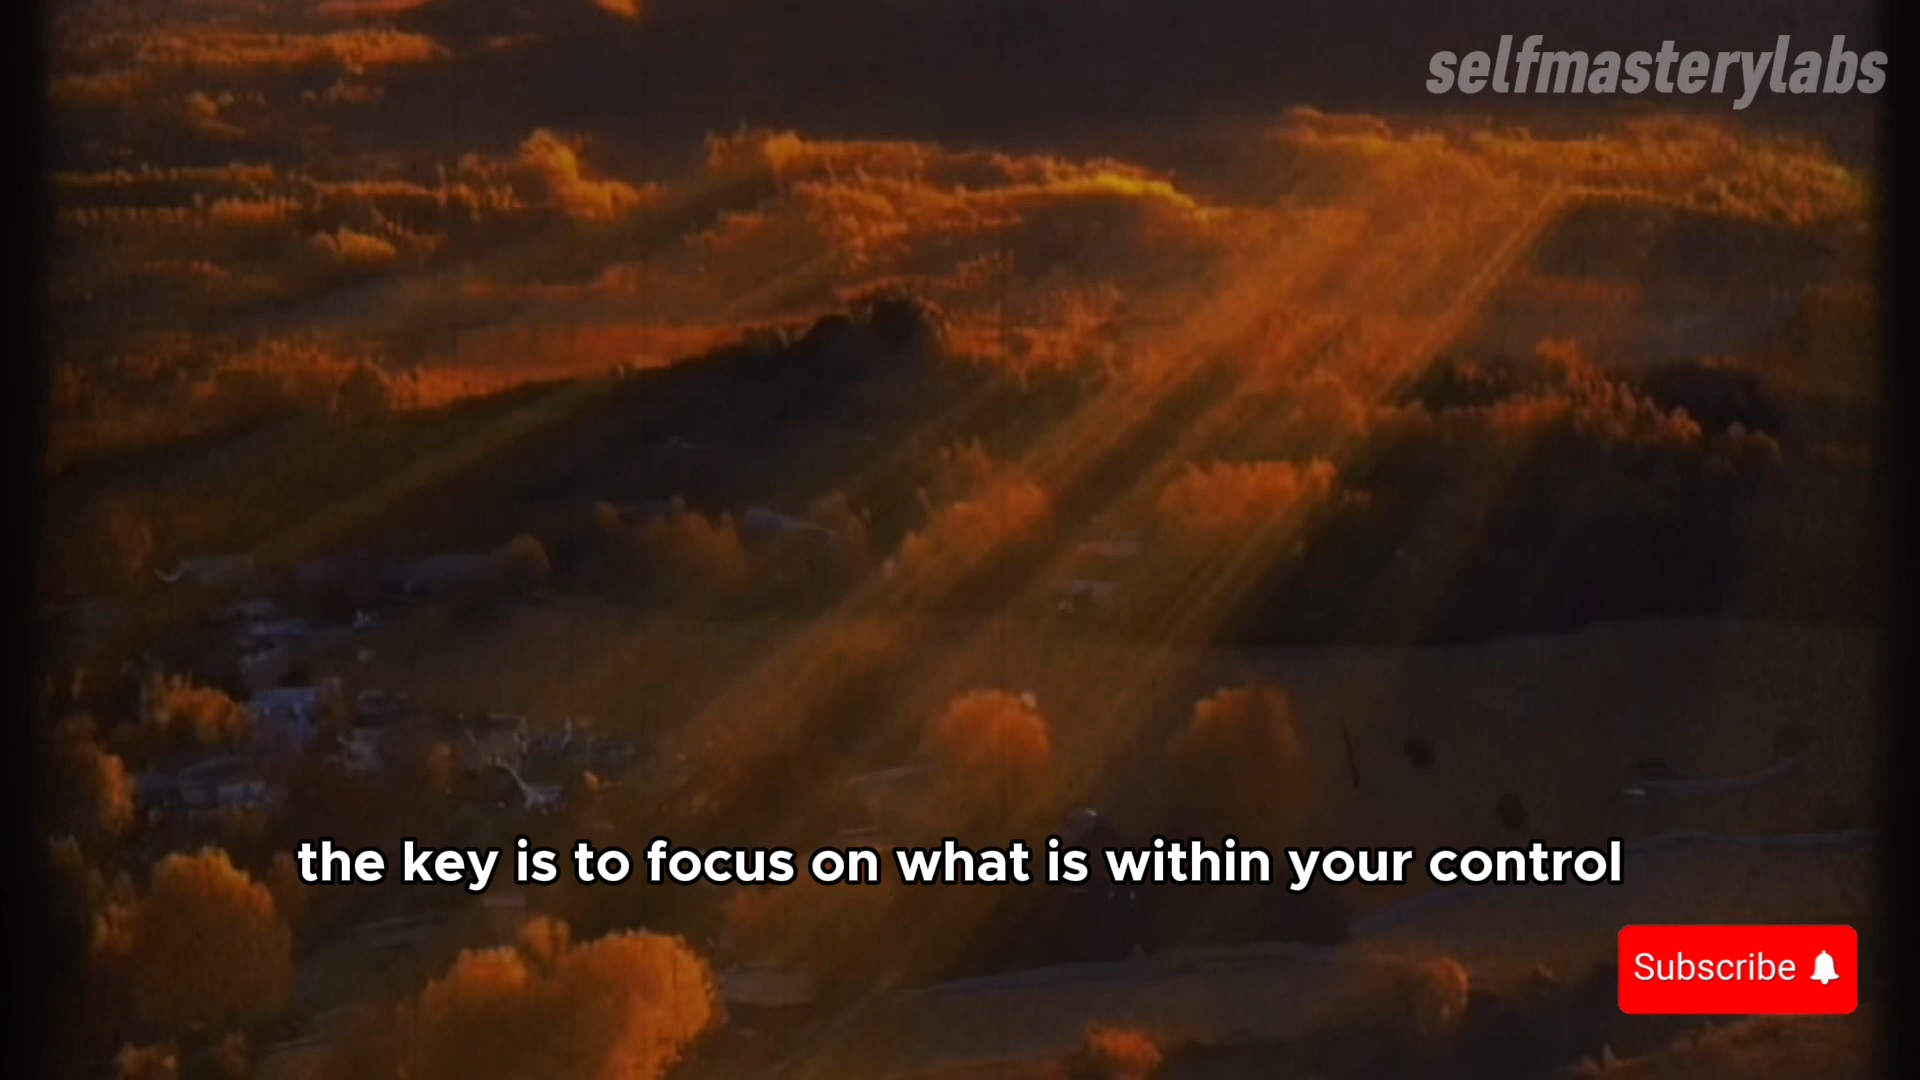 selfmasterylabs
the key is to focus on what is within your control
Subscribe